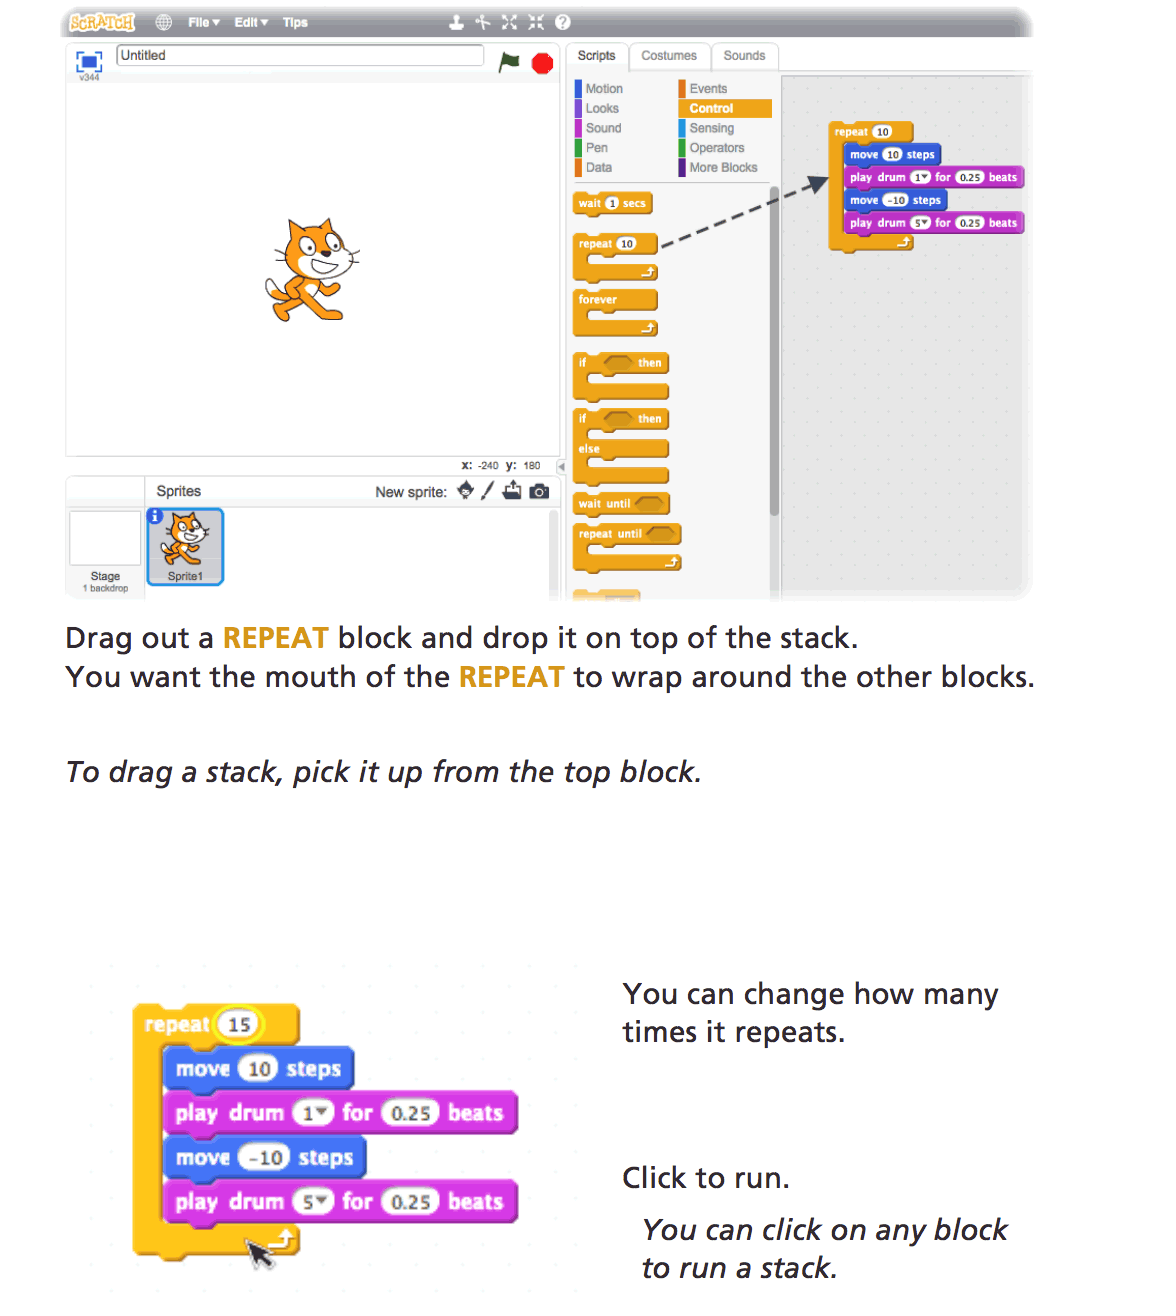 SCRATCH File Edit Tips
v344
Untitled
Scripts Costumes Sounds
Motion Events
Looks Control
Sound Sensing
Pen Operators
Data More Blocks
wait 1 secs
repeat 10
forever
if then
if then
else
wait until
repeat until
repeat 10
move 10 steps
play drum 1 for 0.25 beats
move -10 steps
play drum 5 for 0.25 beats
x: -240 y: 180
Sprites New sprite:
Stage
1 backdrop
Sprite1
Drag out a REPEAT block and drop it on top of the stack.
You want the mouth of the REPEAT to wrap around the other blocks.
To drag a stack, pick it up from the top block.
repeat 15
move 10 steps
play drum 1 for 0.25 beats
move -10 steps
play drum 5 for 0.25 beats
You can change how many
times it repeats.
Click to run.
You can click on any block
to run a stack.